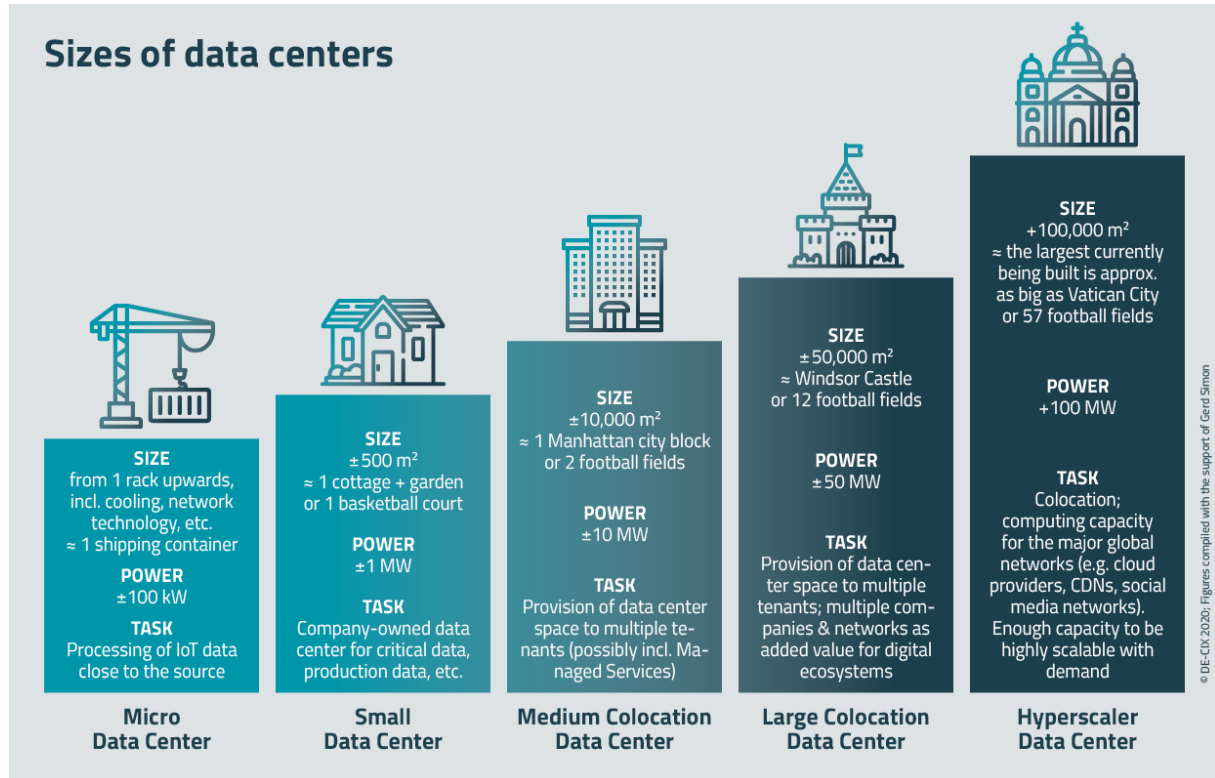 Sizes of data centers
SIZE
from 1 rack upwards,
incl. cooling, network
technology, etc.
≈ 1 shipping container
POWER
±100 kW
TASK
Processing of IoT data
close to the source
Micro
Data Center
SIZE
±500 m²
≈ 1 cottage + garden
or 1 basketball court
POWER
±1 MW
TASK
Company-owned data
center for critical data,
production data, etc.
Small
Data Center
SIZE
±10,000 m²
≈ 1 Manhattan city block
or 2 football fields
POWER
±10 MW
TASK
Provision of data center
space to multiple te-
nants (possibly incl. Ma-
naged Services)
Medium Colocation
Data Center
SIZE
±50,000 m²
≈ Windsor Castle
or 12 football fields
POWER
±50 MW
TASK
Provision of data cen-
ter space to multiple
tenants; multiple com-
panies & networks as
added value for digital
ecosystems
Large Colocation
Data Center
SIZE
+100,000 m²
≈ the largest currently
being built is approx.
as big as Vatican City
or 57 football fields
POWER
+100 MW
TASK
Colocation;
computing capacity
for the major global
networks (e.g. cloud
providers, CDNs, social
media networks).
Enough capacity to be
highly scalable with
demand
Hyperscaler
Data Center
© DE-CIX 2020; Figures compiled with the support of Gerd Simon